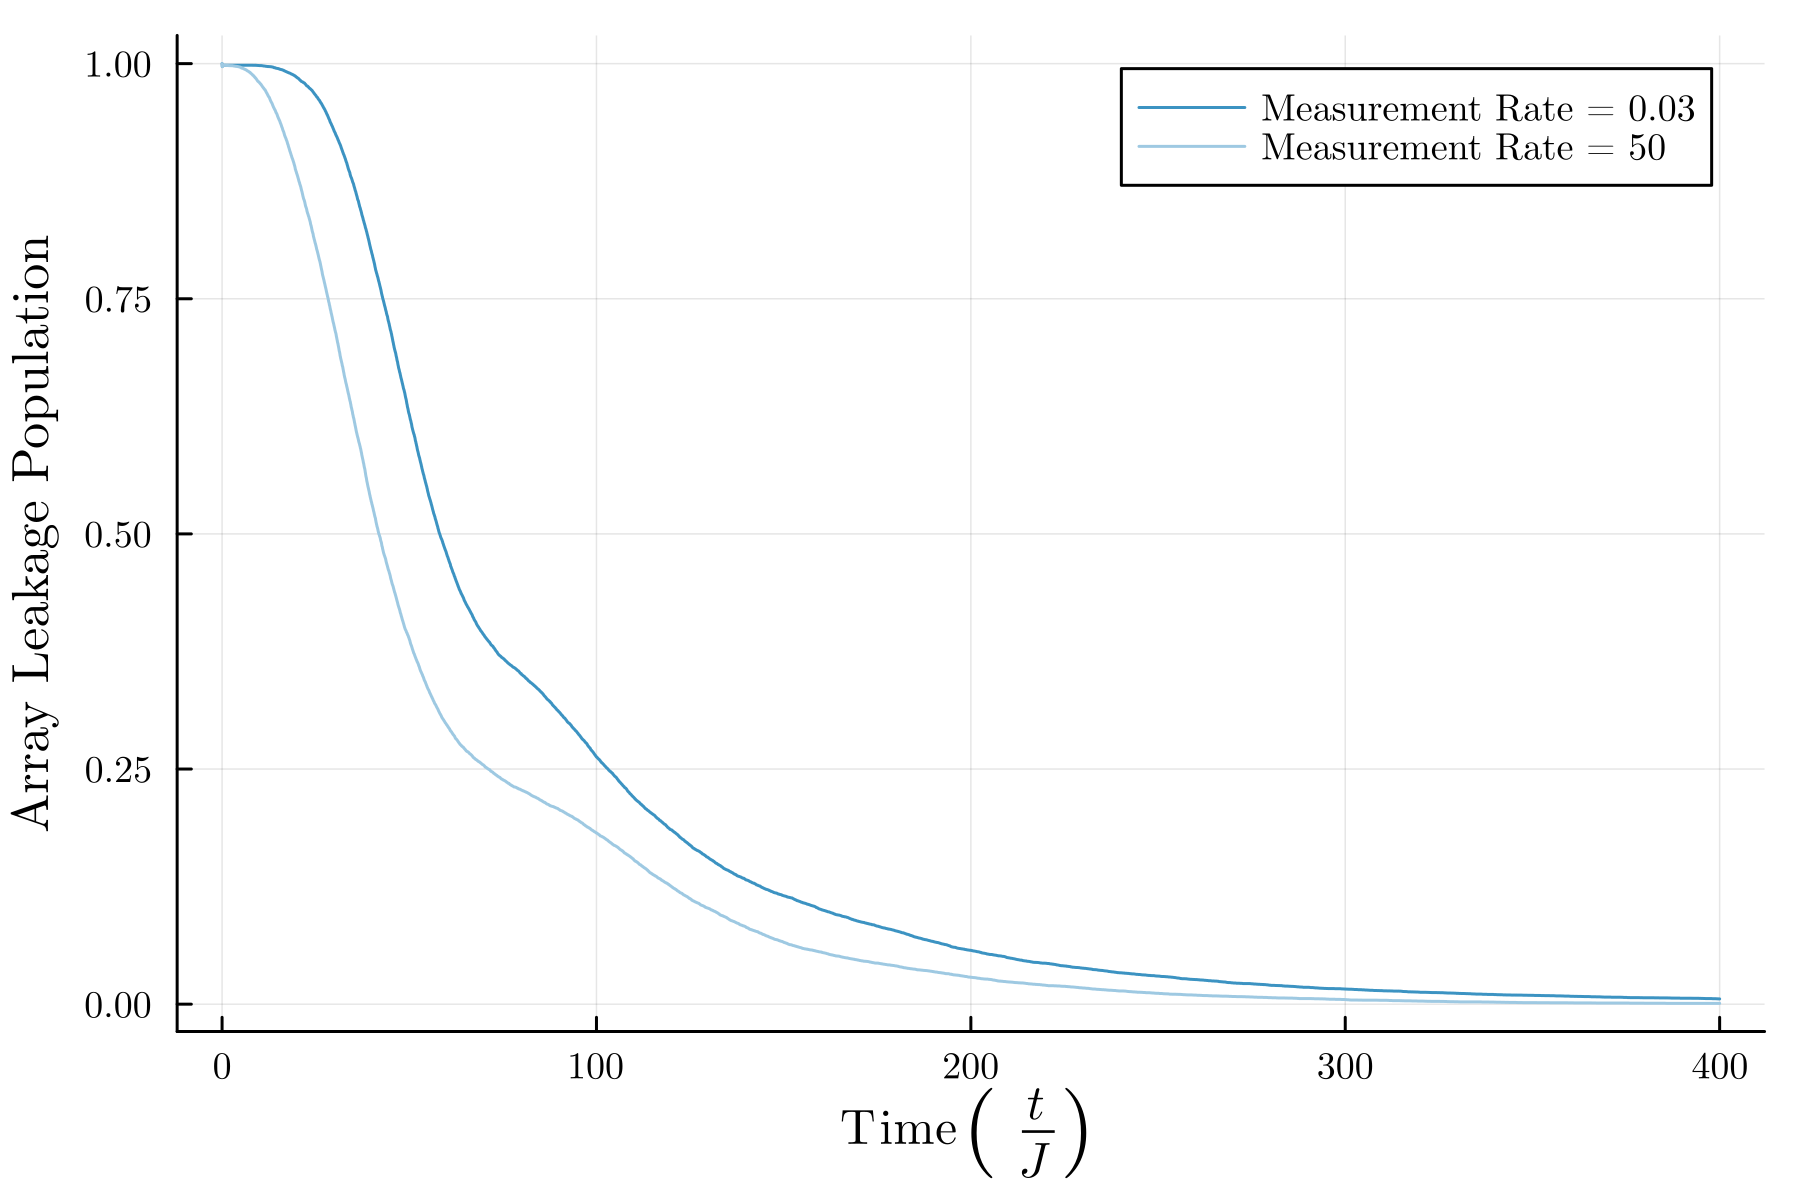 1.00
0.75
0.50
0.25
0.00
Array Leakage Population
Measurement Rate = 0.03
Measurement Rate = 50
0 100 200 300 400
Time( t/J )